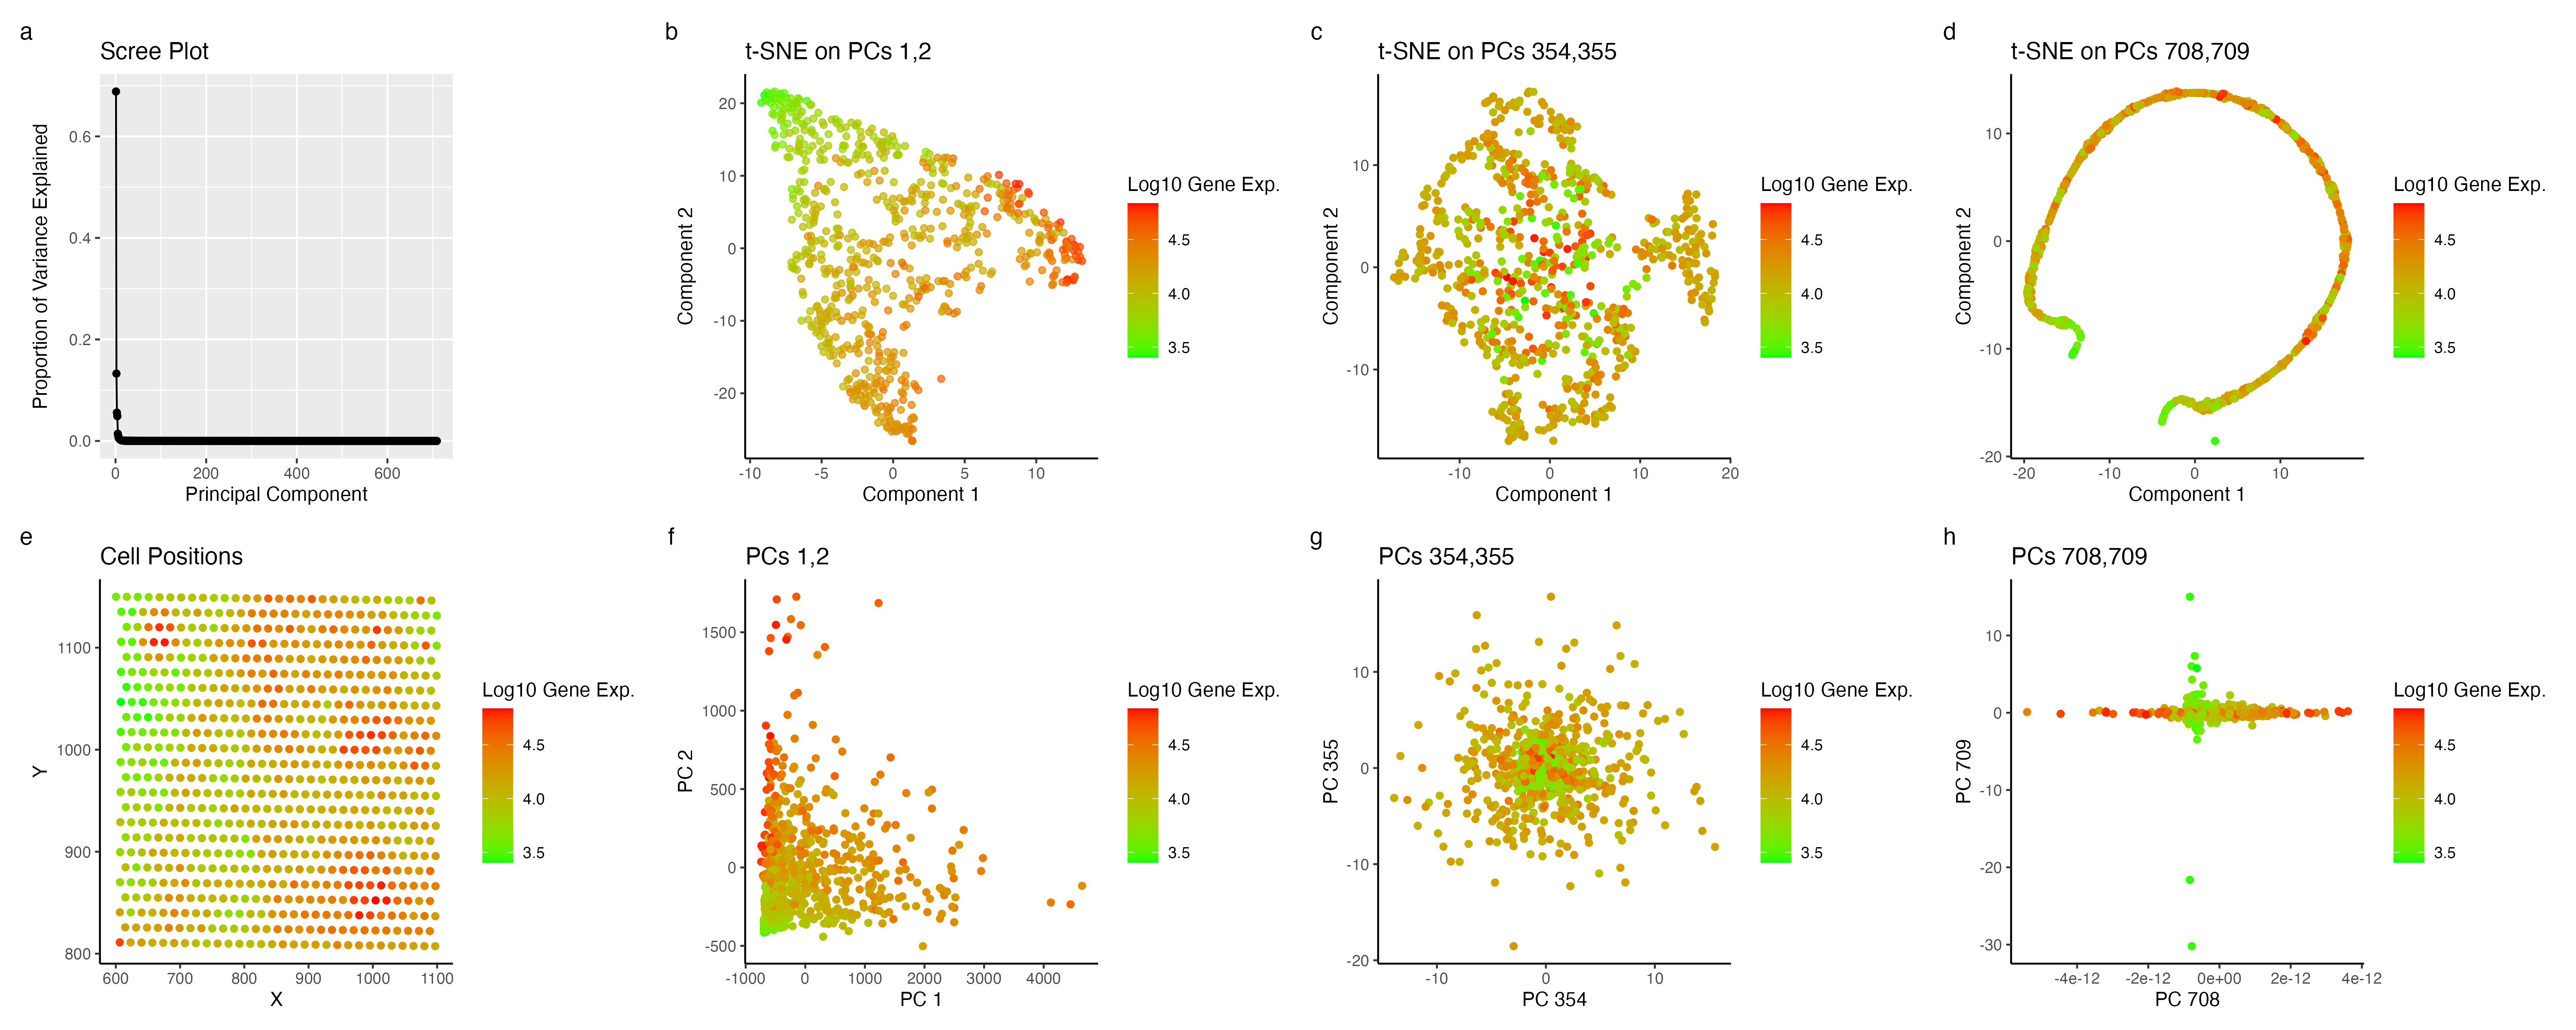 a
Scree Plot
Proportion of Variance Explained
0.6
0.4
0.2
0.0
0 200 400 600
Principal Component
b
t-SNE on PCs 1,2
Component 2
20
10
0
-10
-20
-10 -5 0 5 10
Component 1
Log10 Gene Exp.
4.5
4.0
3.5
c
t-SNE on PCs 354,355
Component 2
10
0
-10
-10 0 10 20
Component 1
Log10 Gene Exp.
4.5
4.0
3.5
d
t-SNE on PCs 708,709
Component 2
10
0
-10
-20
-20 -10 0 10
Component 1
Log10 Gene Exp.
4.5
4.0
3.5
e
Cell Positions
Y
1100
1000
900
800
600 700 800 900 1000 1100
X
Log10 Gene Exp.
4.5
4.0
3.5
f
PCs 1,2
PC 2
1500
1000
500
0
-500
-1000 0 1000 2000 3000 4000
PC 1
Log10 Gene Exp.
4.5
4.0
3.5
g
PCs 354,355
PC 355
10
0
-10
-20
-10 0 10
PC 354
Log10 Gene Exp.
4.5
4.0
3.5
h
PCs 708,709
PC 709
10
0
-10
-20
-30
-4e-12 -2e-12 0e+00 2e-12 4e-12
PC 708
Log10 Gene Exp.
4.5
4.0
3.5